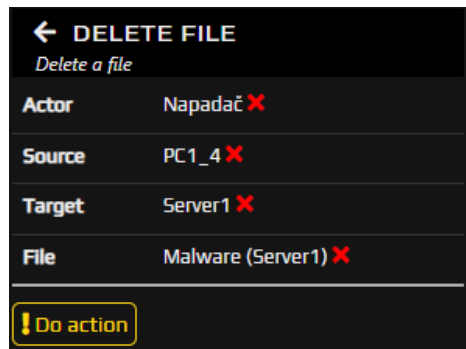 DELETE FILE
Delete a file
Actor Napadač
Source PC1_4
Target Server1
File Malware (Server1)
! Do action